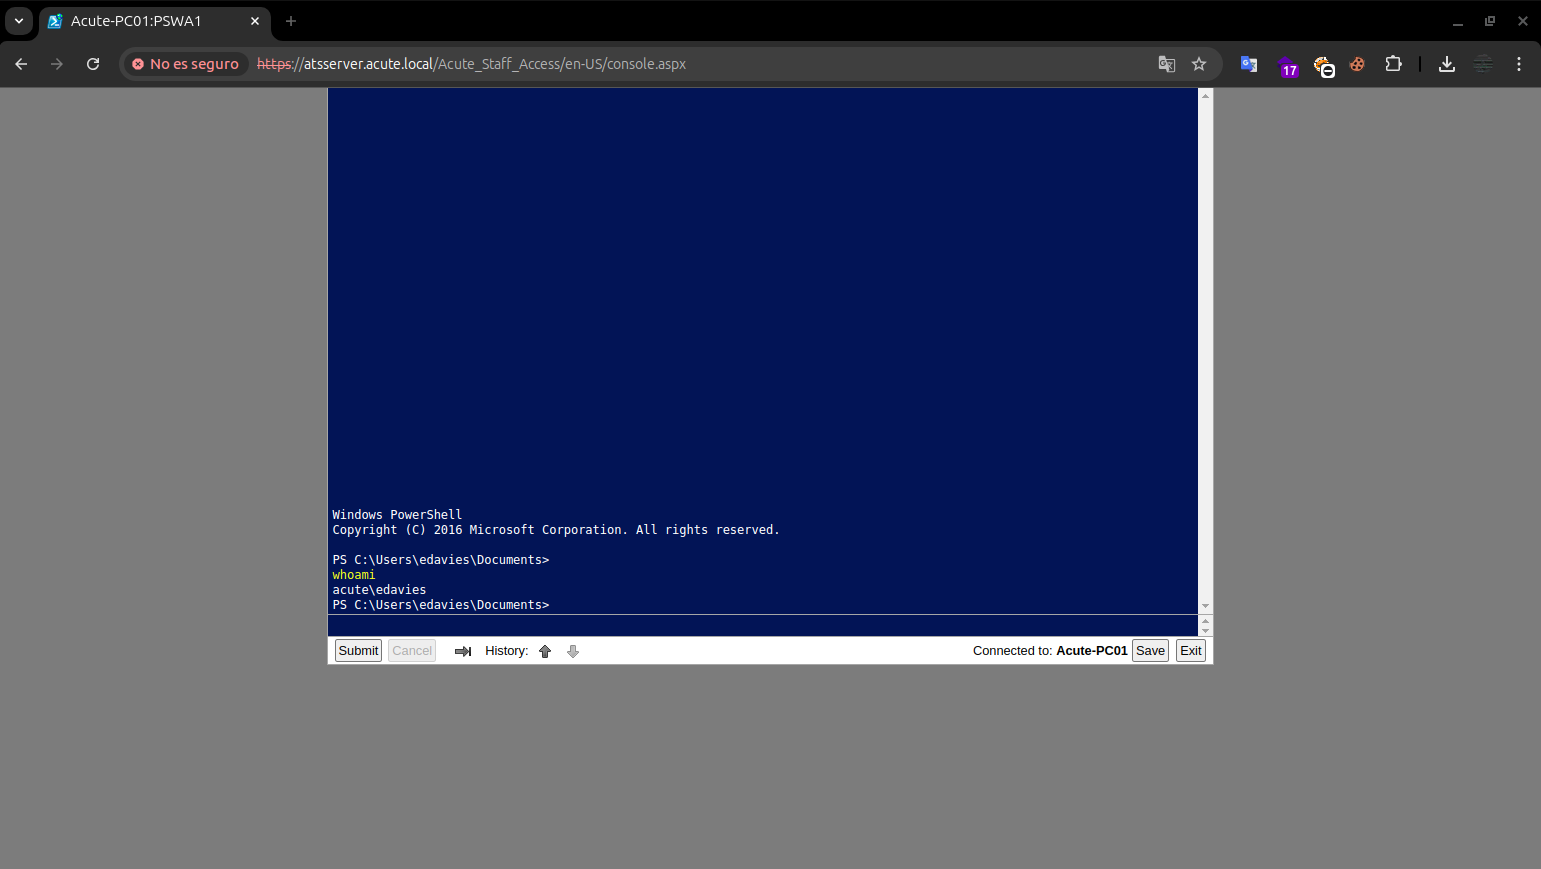 Acute-PC01:PSWA1
No es seguro https://atsserver.acute.local/Acute_Staff_Access/en-US/console.aspx
17
Windows PowerShell
Copyright (C) 2016 Microsoft Corporation. All rights reserved.
PS C:\Users\edavies\Documents>
whoami
acute\edavies
PS C:\Users\edavies\Documents>
Submit Cancel History: Connected to: Acute-PC01 Save Exit